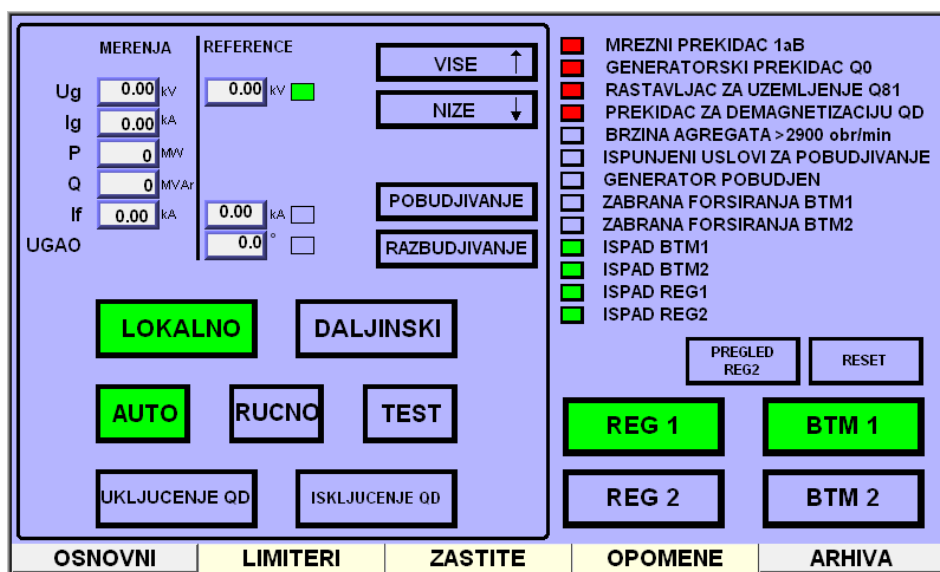 MERENJA
REFERENCE
Ug 0.00 kV 0.00 kV
Ig 0.00 kA
P 0 MW
Q 0 MVAr
If 0.00 kA 0.00 kA
UGAO 0.0 °
VISE ↑
NIZE ↓
POBUDJIVANJE
RAZBUDJIVANJE
LOKALNO
DALJINSKI
AUTO
RUCNO
TEST
UKLJUCENJE QD
ISKLJUCENJE QD
MREZNI PREKIDAC 1aB
GENERATORSKI PREKIDAC Q0
RASTAVLJAC ZA UZEMLJENJE Q81
PREKIDAC ZA DEMAGNETIZACIJU QD
BRZINA AGREGATA >2900 obr/min
ISPUNJENI USLOVI ZA POBUDJIVANJE
GENERATOR POBUDJEN
ZABRANA FORSIRANJA BTM1
ZABRANA FORSIRANJA BTM2
ISPAD BTM1
ISPAD BTM2
ISPAD REG1
ISPAD REG2
PREGLED
REG2
RESET
REG 1
BTM 1
REG 2
BTM 2
OSNOVNI
LIMITERI
ZASTITE
OPOMENE
ARHIVA